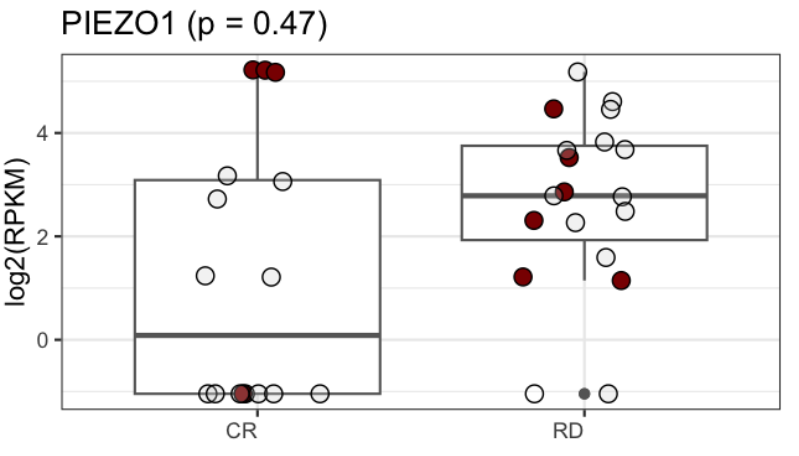 PIEZO1 (p = 0.47)
log2(RPKM)
4
2
0
CR
RD